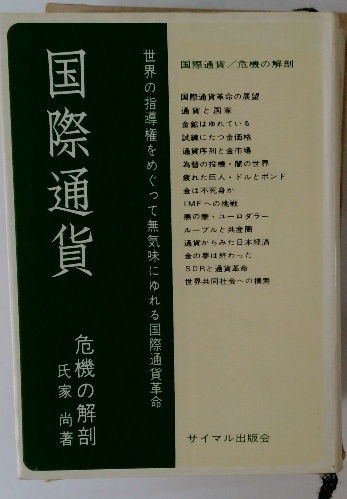 国際通貨
危機の解剖
氏家 尚著
世界の指導権をめぐって無気味にゆれる国際通貨革命
国際通貨／危機の解剖
国際通貨革命の展望
通貨と国家
金鉱はゆれている
試練にたつ金価格
通貨序列と金市場
為替の投機・闇の世界
疲れた巨人・ドルとポンド
金は不死身か
IMFへの挑戦
悪の華・ユーロダラー
ルーブルと共産圏
通貨からみた日本経済
金の夢は終わった
SDRと通貨革命
世界共同社会への模索
サイマル出版会